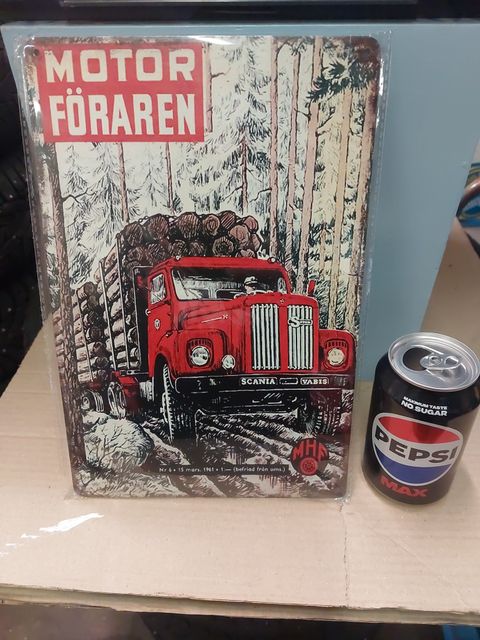 MOTOR
FÖRAREN
SCANIA VABIS
MHF
Nr 6 • 15 mars. 1961 • 1:— (befriad från oms.)
MAXIMUM TASTE
NO SUGAR
PEPSI
MAX